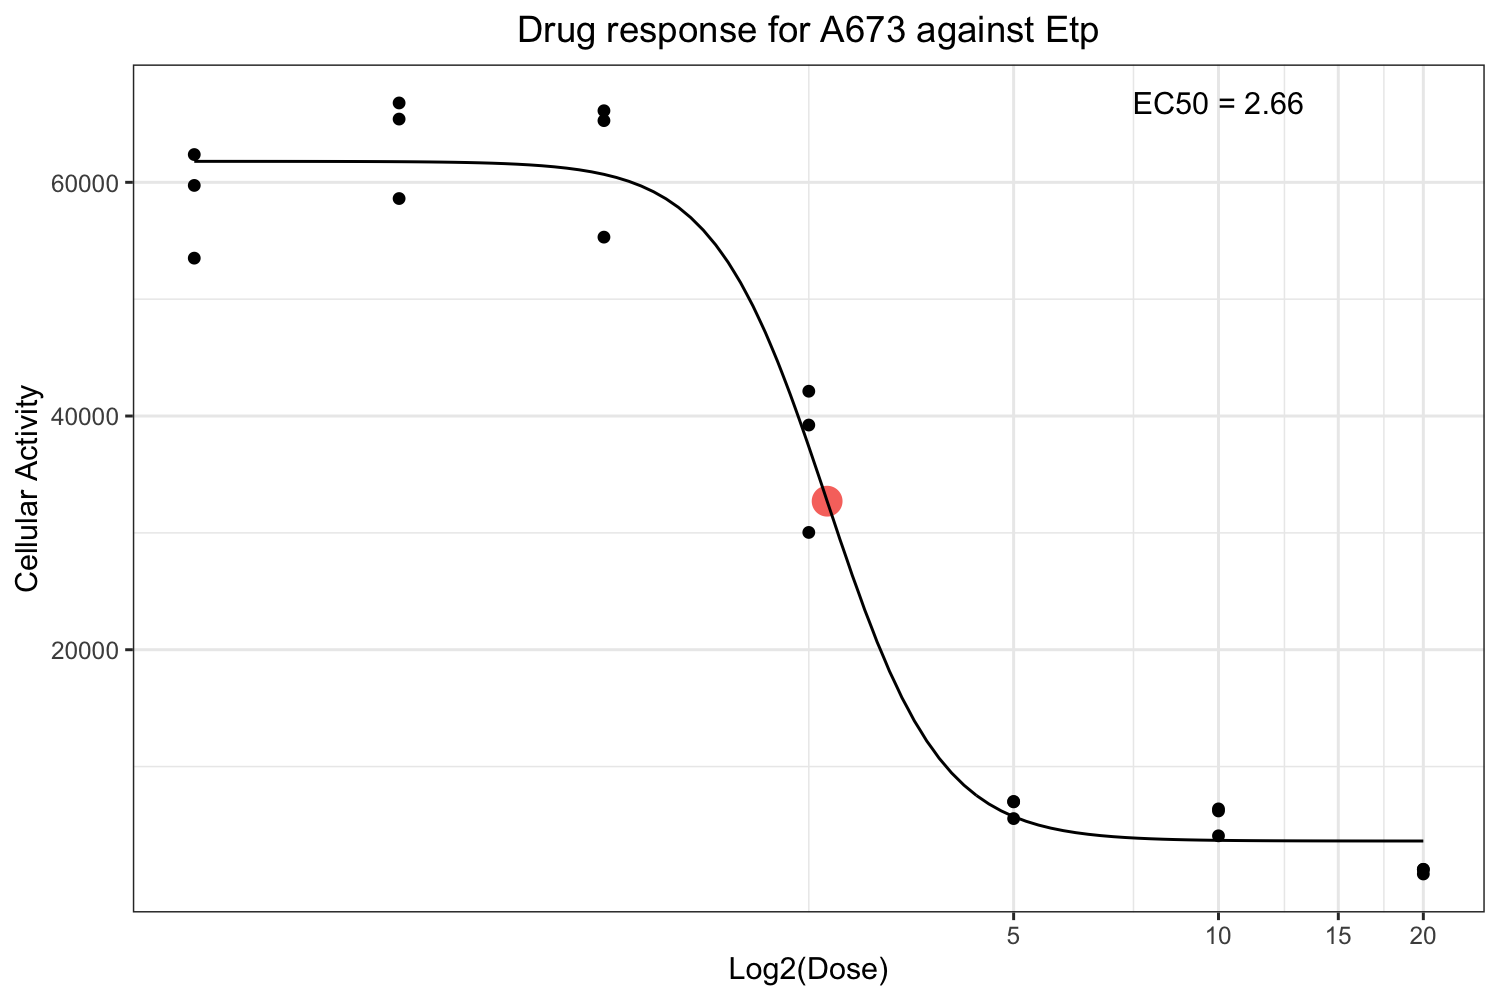 Drug response for A673 against Etp
EC50 = 2.66
Cellular Activity
60000
40000
20000
5 10 15 20
Log2(Dose)